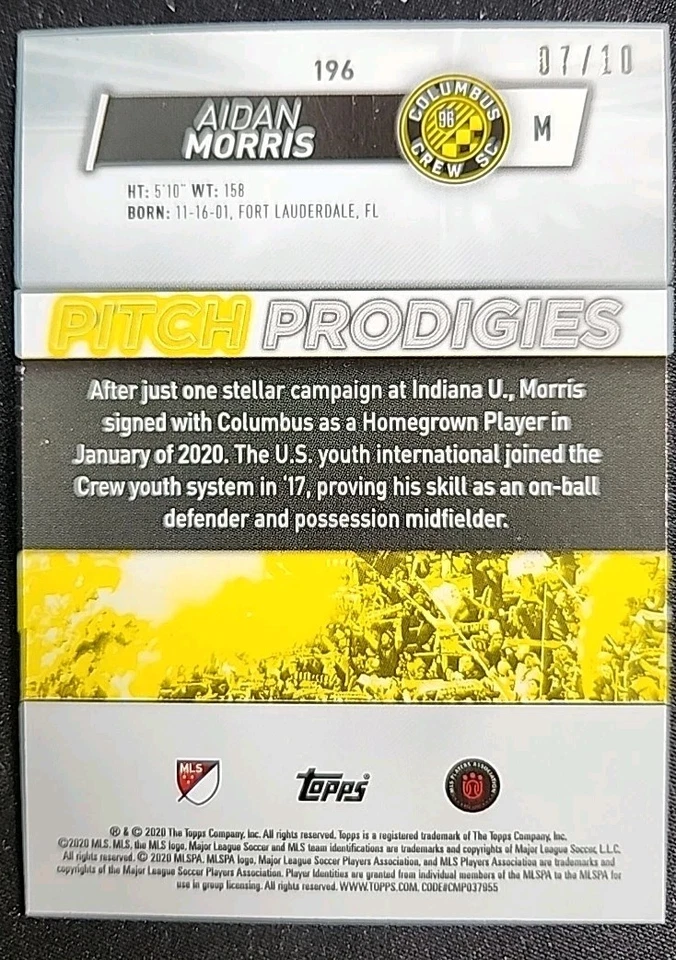 07/10
196
AIDAN
MORRIS
COLUMBUS
96
CREW SC
M
HT: 5'10" WT: 158
BORN: 11-16-01, FORT LAUDERDALE, FL
PITCH PRODIGIES
After just one stellar campaign at Indiana U., Morris
signed with Columbus as a Homegrown Player in
January of 2020. The U.S. youth international joined the
Crew youth system in '17, proving his skill as an on-ball
defender and possession midfielder.
MLS
Topps®
MLS PLAYERS ASSOCIATION
® & © 2020 The Topps Company, Inc. All rights reserved. Topps is a registered trademark of The Topps Company, Inc.
©2020 MLS. MLS, the MLS logo, Major League Soccer and MLS team identifications are trademarks and copyrights of Major League Soccer, L.L.C.
All rights reserved. © 2020 MLSPA. MLSPA logo, Major League Soccer Players Association, and MLS Players Association are trademarks and
copyrights of the Major League Soccer Players Association. Player Identities are granted from individual members of the MLSPA to the MLSPA for
use in group licensing. All rights reserved. WWW.TOPPS.COM. CODE#CMP037955